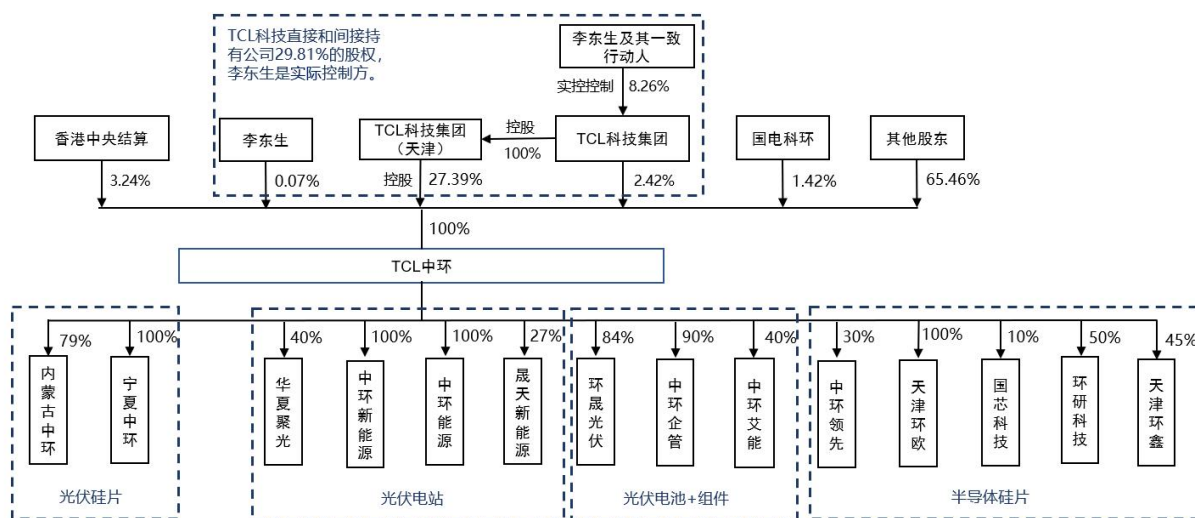 TCL科技直接和间接持
有公司29.81%的股权，
李东生是实际控制方。
李东生及其一致
行动人
实控控制
8.26%
香港中央结算
李东生
TCL科技集团
（天津）
控股
100%
TCL科技集团
国电科环
其他股东
3.24%
0.07%
控股
27.39%
2.42%
1.42%
65.46%
100%
TCL中环
79%
100%
40%
100%
100%
27%
84%
90%
40%
30%
100%
10%
50%
45%
内蒙古中环
宁夏中环
华夏聚光
中环新能源
中环能源
晟天新能源
环晟光伏
中环企管
中环艾能
中环领先
天津环欧
国芯科技
环研科技
天津环鑫
光伏硅片
光伏电站
光伏电池+组件
半导体硅片